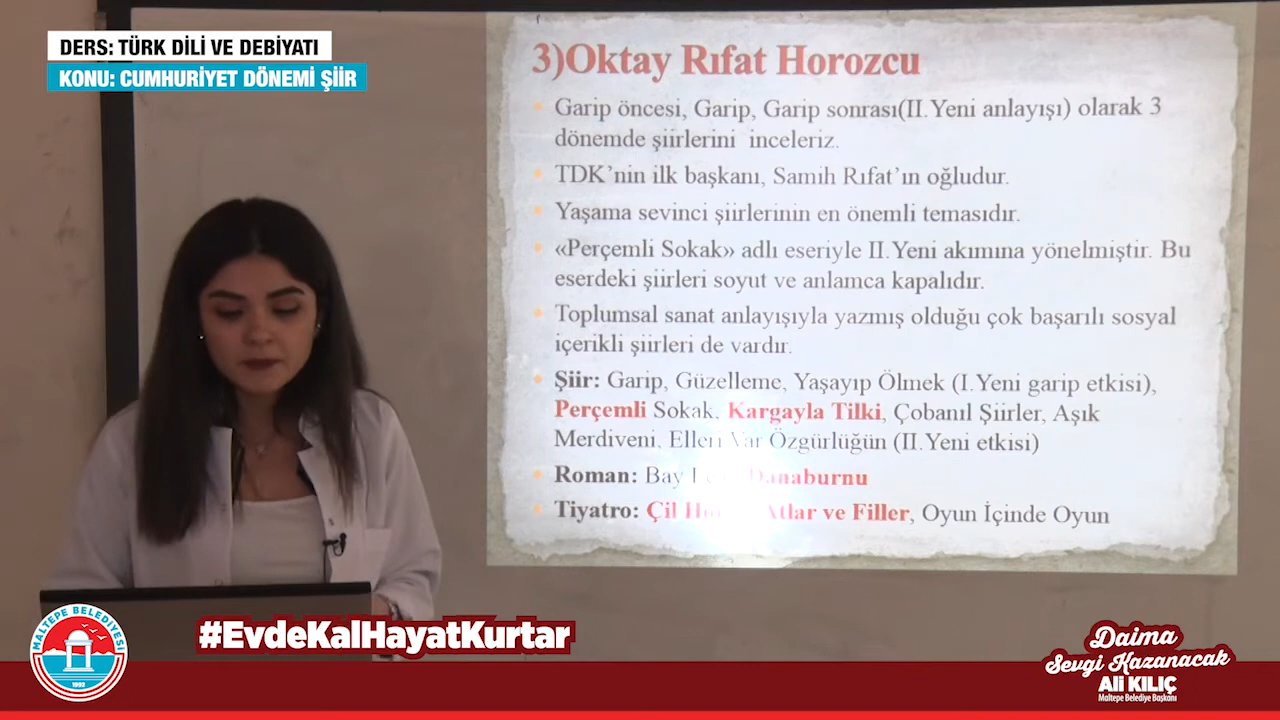 DERS: TÜRK DİLİ VE DEBİYATI
KONU: CUMHURİYET DÖNEMİ ŞİİR
3)Oktay Rıfat Horozcu
Garip öncesi, Garip, Garip sonrası(II.Yeni anlayışı) olarak 3
dönemde şiirlerini inceleriz.
TDK'nin ilk başkanı, Samih Rıfat'ın oğludur.
Yaşama sevinci şiirlerinin en önemli temasıdır.
«Perçemli Sokak» adlı eseriyle II.Yeni akımına yönelmiştir. Bu
eserdeki şiirleri soyut ve anlamca kapalıdır.
Toplumsal sanat anlayışıyla yazmış olduğu çok başarılı sosyal
içerikli şiirleri de vardır.
Şiir: Garip, Güzelleme, Yaşayıp Ölmek (I.Yeni garip etkisi),
Perçemli Sokak, Kargayla Tilki, Çobanıl Şiirler, Aşık
Merdiveni, Elleri Var Özgürlüğün (II.Yeni etkisi)
Roman: Bay Danaburnu
Tiyatro: Çil Atlar ve Filler, Oyun İçinde Oyun
MALTEPE BELEDİYESİ
1992
#EvdeKalHayatKurtar
Daima
Sevgi Kazanacak
Ali KILIÇ
Maltepe Belediye Başkanı